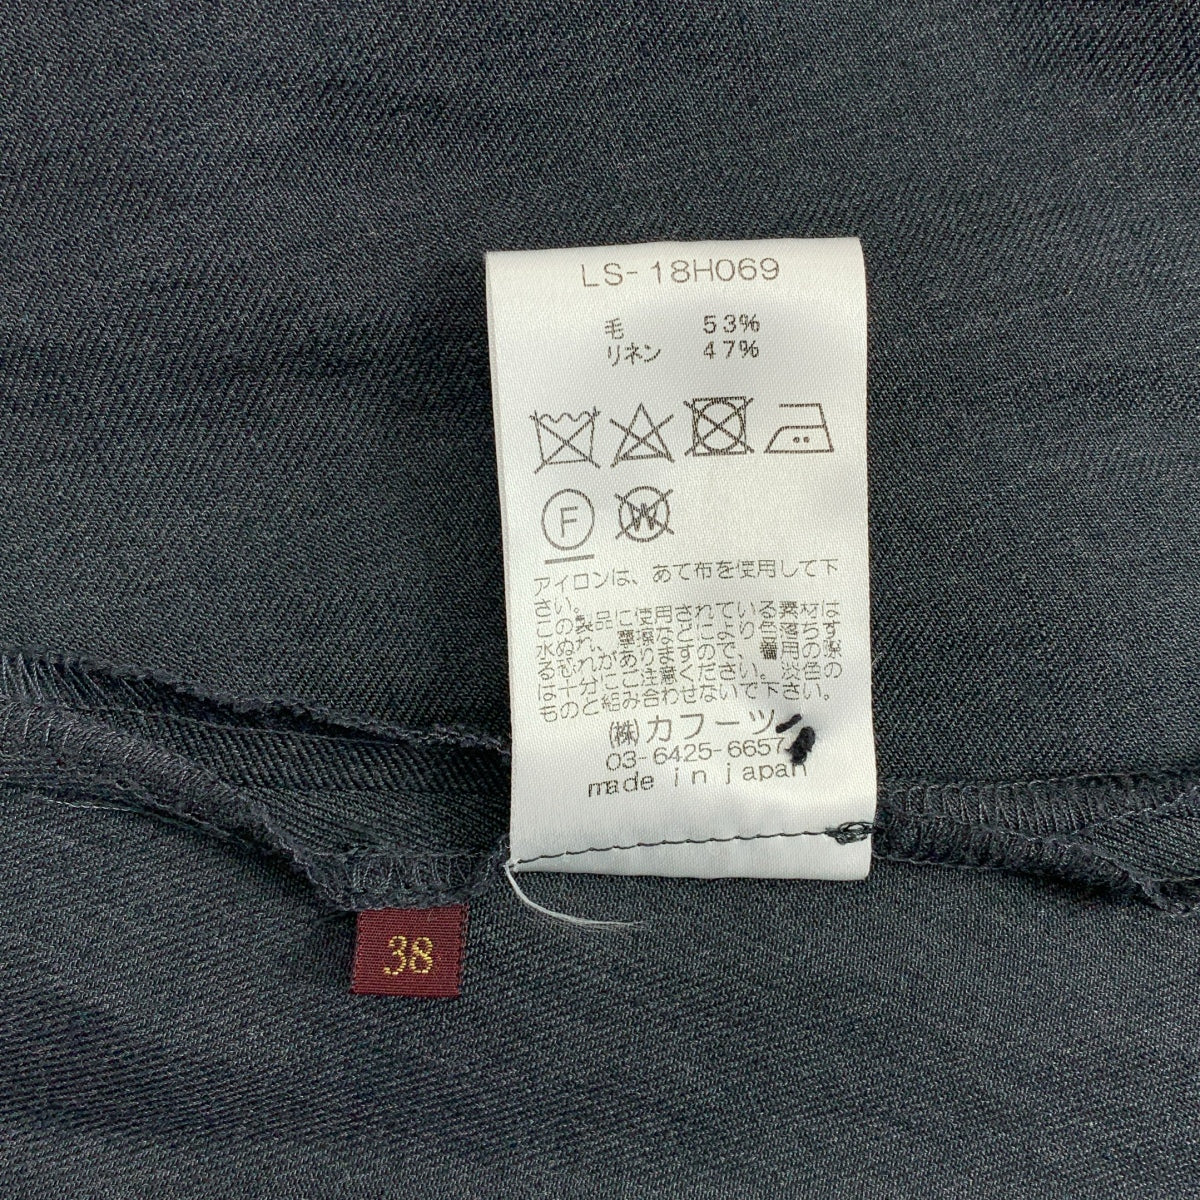 LS-18H069
毛 53%
リネン 47%
F
W
アイロンは、あて布を使用して下
さい。
この製品に使用されている素材は
水ぬれ、摩擦などにより色落ちす
る恐れがありますので、着用の際
は十分にご注意ください。淡色の
ものと組み合わせないで下さい。
(株)カフーツ
03-6425-6657
made in japan
38